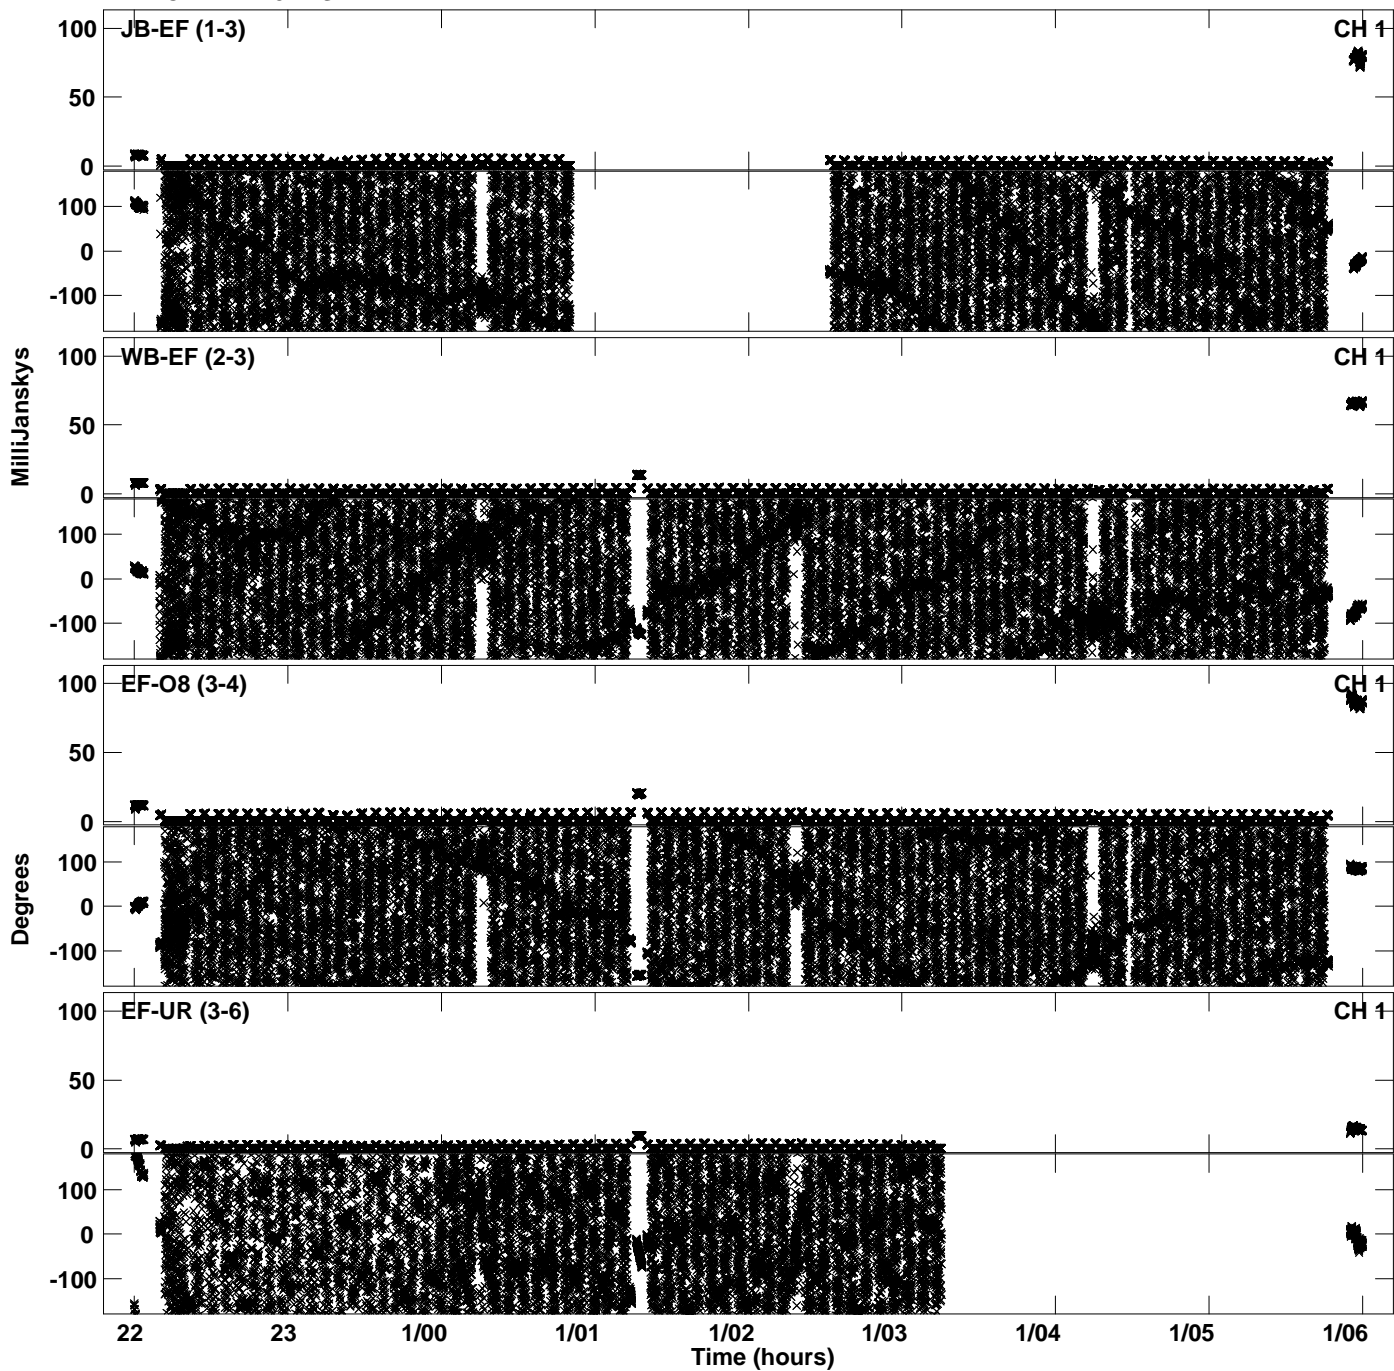 100 JB-EF (1-3) CH 1
50
0
100
0
-100
MilliJanskys
100 WB-EF (2-3) CH 1
50
0
100
0
-100
100 EF-O8 (3-4) CH 1
50
0
Degrees
100
0
-100
100 EF-UR (3-6) CH 1
50
0
100
0
-100
22 23 1/00 1/01 1/02 1/03 1/04 1/05 1/06
Time (hours)